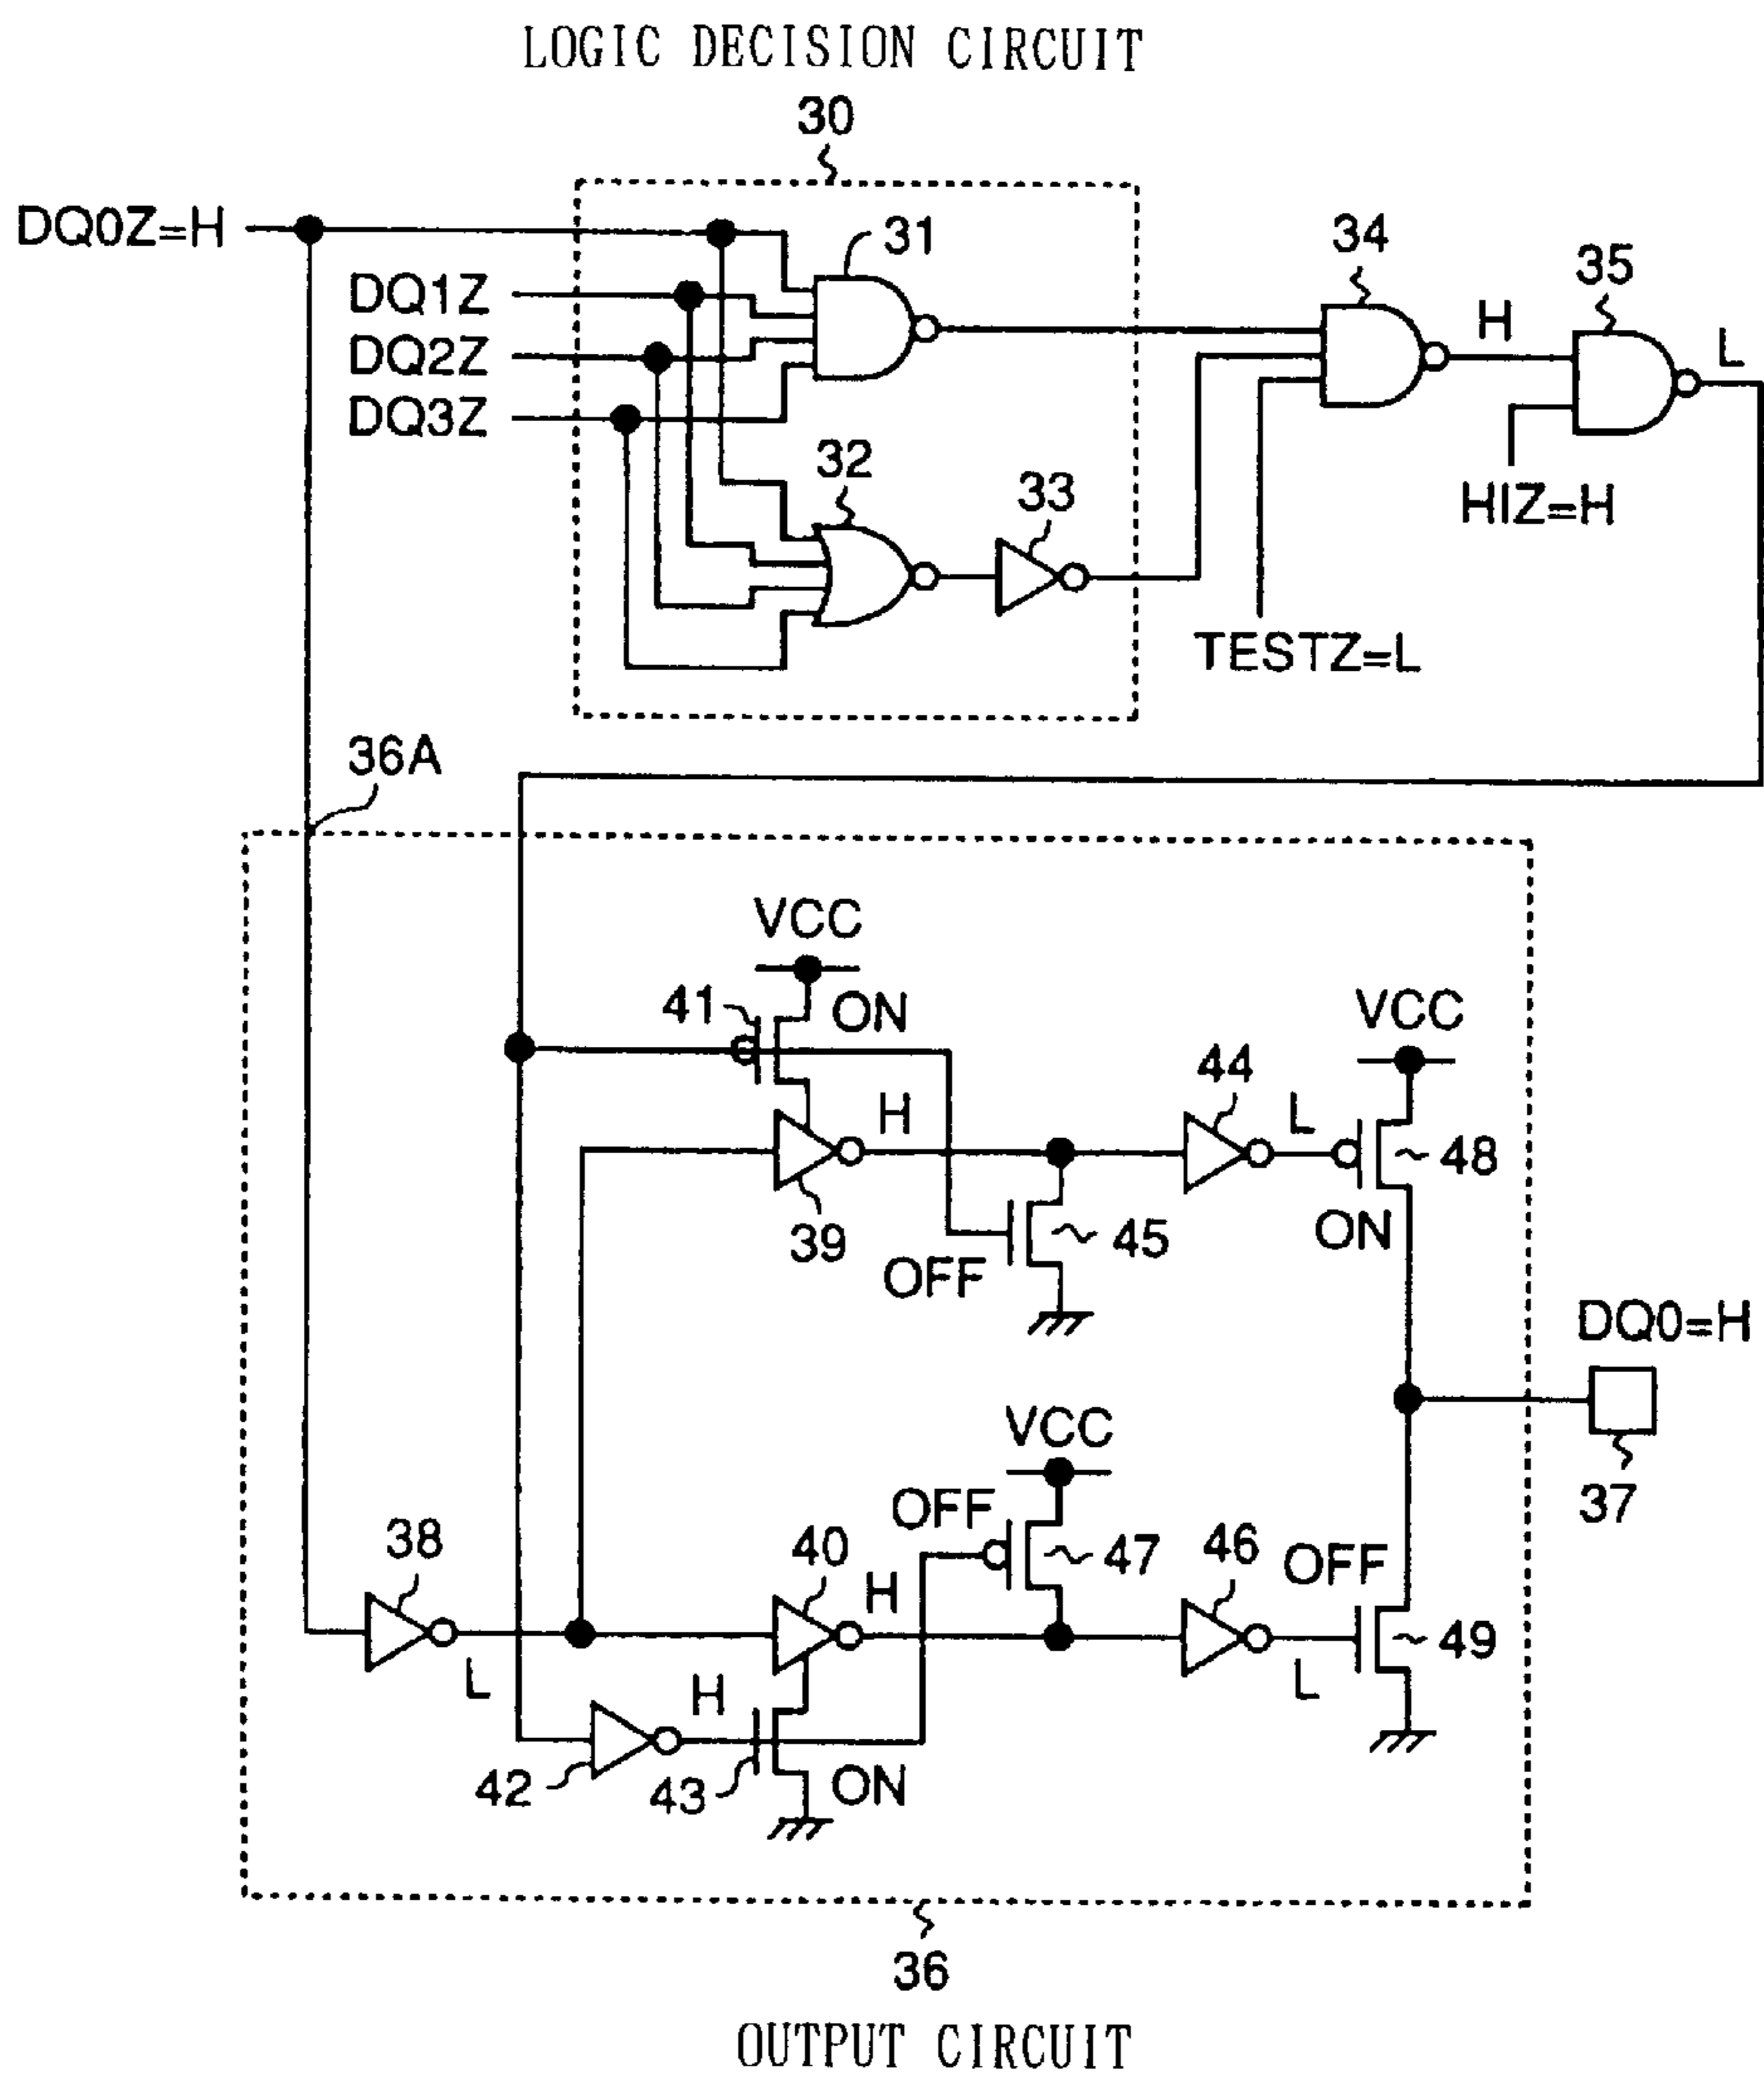 LOGIC DECISION CIRCUIT
30
DQ0Z=H
31
DQ1Z
DQ2Z
DQ3Z
34
H
35
L
32
33
HIZ=H
TESTZ=L
36A
VCC
41
ON
VCC
H
44
L
48
39
OFF
45
ON
DQ0=H
37
VCC
OFF
38
40
H
47
46
OFF
49
L
H
L
42
43
ON
36
OUTPUT CIRCUIT